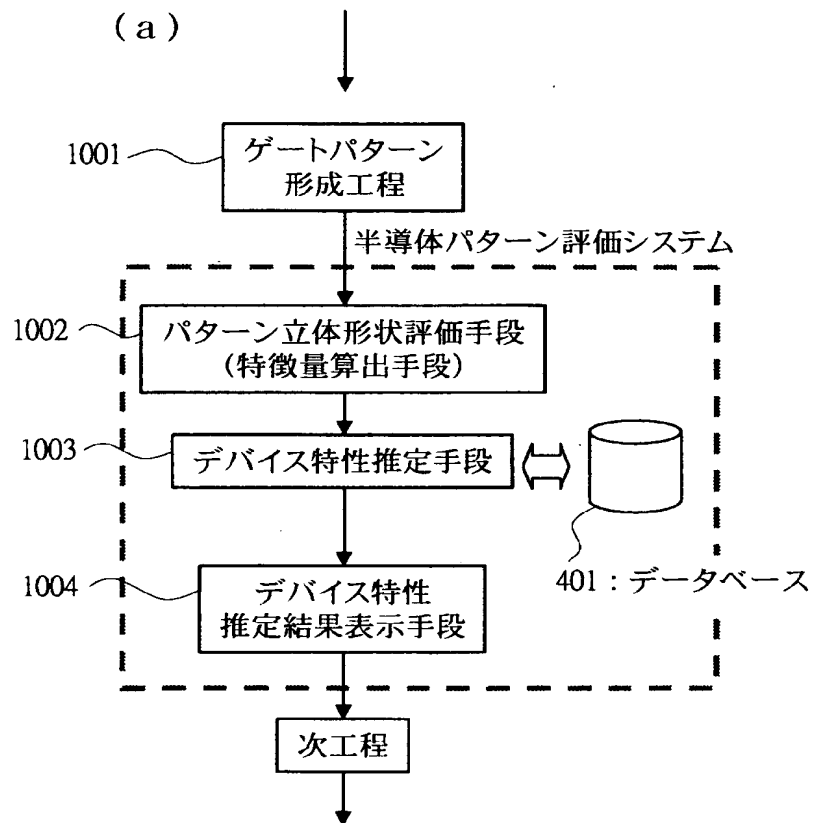 (a)
1001
ゲートパターン
形成工程
半導体パターン評価システム
1002
パターン立体形状評価手段
(特徴量算出手段)
1003
デバイス特性推定手段
401:データベース
1004
デバイス特性
推定結果表示手段
次工程